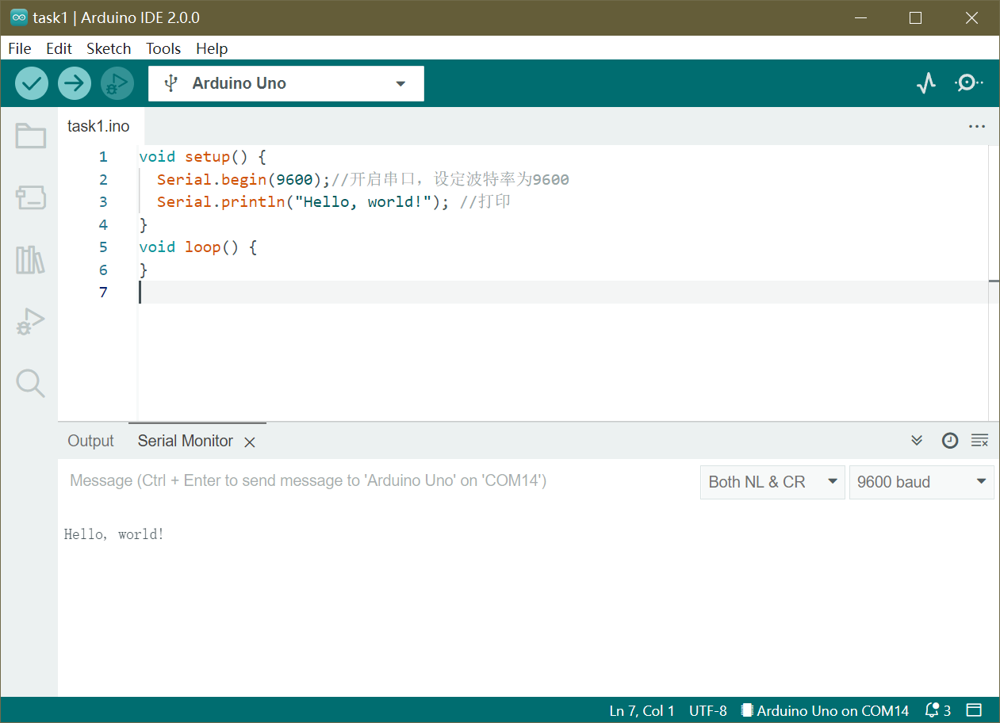 task1 | Arduino IDE 2.0.0
File Edit Sketch Tools Help
Arduino Uno
task1.ino
1 void setup() {
2 Serial.begin(9600);//开启串口，设定波特率为9600
3 Serial.println("Hello, world!"); //打印
4 }
5 void loop() {
6 }
7
Output Serial Monitor
Message (Ctrl + Enter to send message to 'Arduino Uno' on 'COM14')
Both NL & CR
9600 baud
Hello, world!
Ln 7, Col 1 UTF-8 Arduino Uno on COM14 3